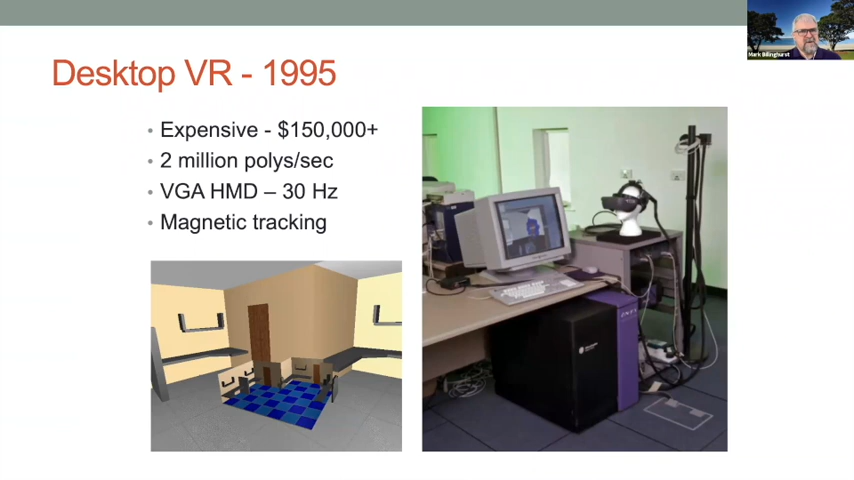 Mark Billinghurst
Desktop VR - 1995
• Expensive - $150,000+
• 2 million polys/sec
• VGA HMD – 30 Hz
• Magnetic tracking